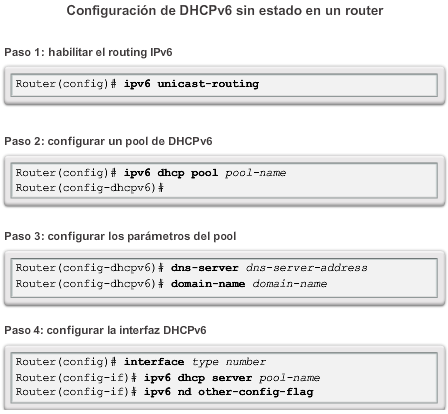 Configuración de DHCPv6 sin estado en un router
Paso 1: habilitar el routing IPv6
Router(config)# ipv6 unicast-routing
Paso 2: configurar un pool de DHCPv6
Router(config)# ipv6 dhcp pool pool-name
Router(config-dhcpv6)#
Paso 3: configurar los parámetros del pool
Router(config-dhcpv6)# dns-server dns-server-address
Router(config-dhcpv6)# domain-name domain-name
Paso 4: configurar la interfaz DHCPv6
Router(config)# interface type number
Router(config-if)# ipv6 dhcp server pool-name
Router(config-if)# ipv6 nd other-config-flag